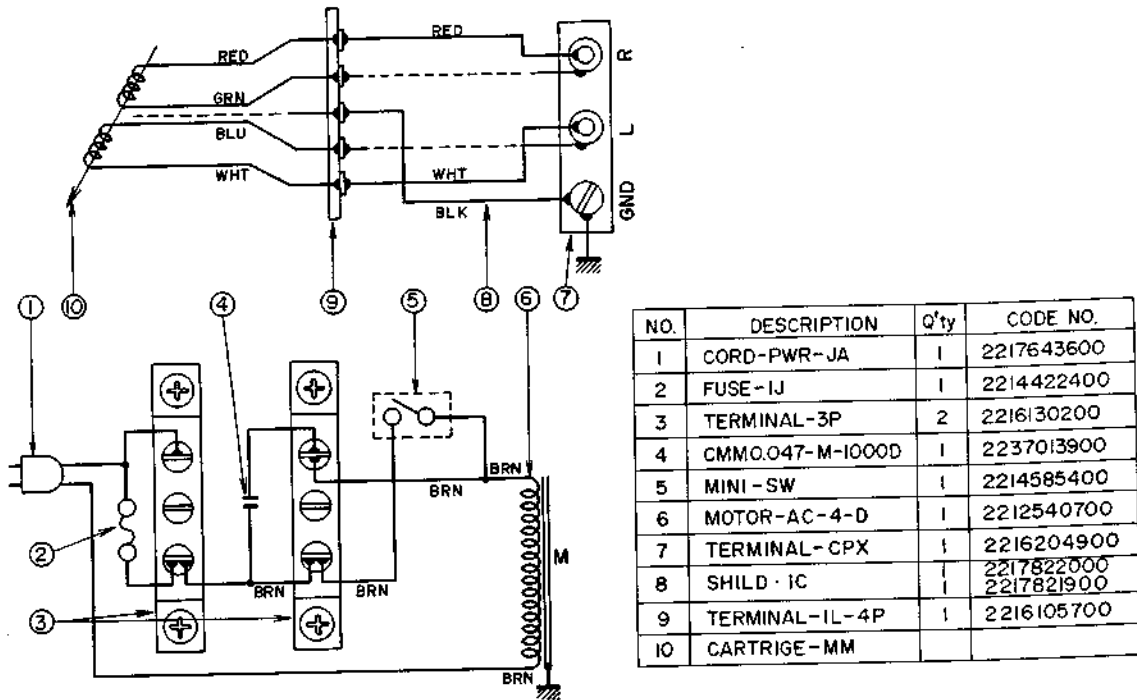 RED
RED
R
GRN
BLU
L
WHT
WHT
BLK
GND
1
10
4
9
5
8
6
7
2
3
BRN
BRN
BRN
BRN
BRN
M
NO. DESCRIPTION Q'ty CODE NO.
1 CORD-PWR-JA 1 2217643600
2 FUSE-IJ 1 2214422400
3 TERMINAL-3P 2 2216130200
4 CMM0.047-M-1000D 1 2237013900
5 MINI-SW 1 2214585400
6 MOTOR-AC-4-D 1 2212540700
7 TERMINAL-CPX 1 2216204900
8 SHILD·IC 1 2217822000
1 2217821900
9 TERMINAL-IL-4P 1 2216105700
10 CARTRIGE-MM